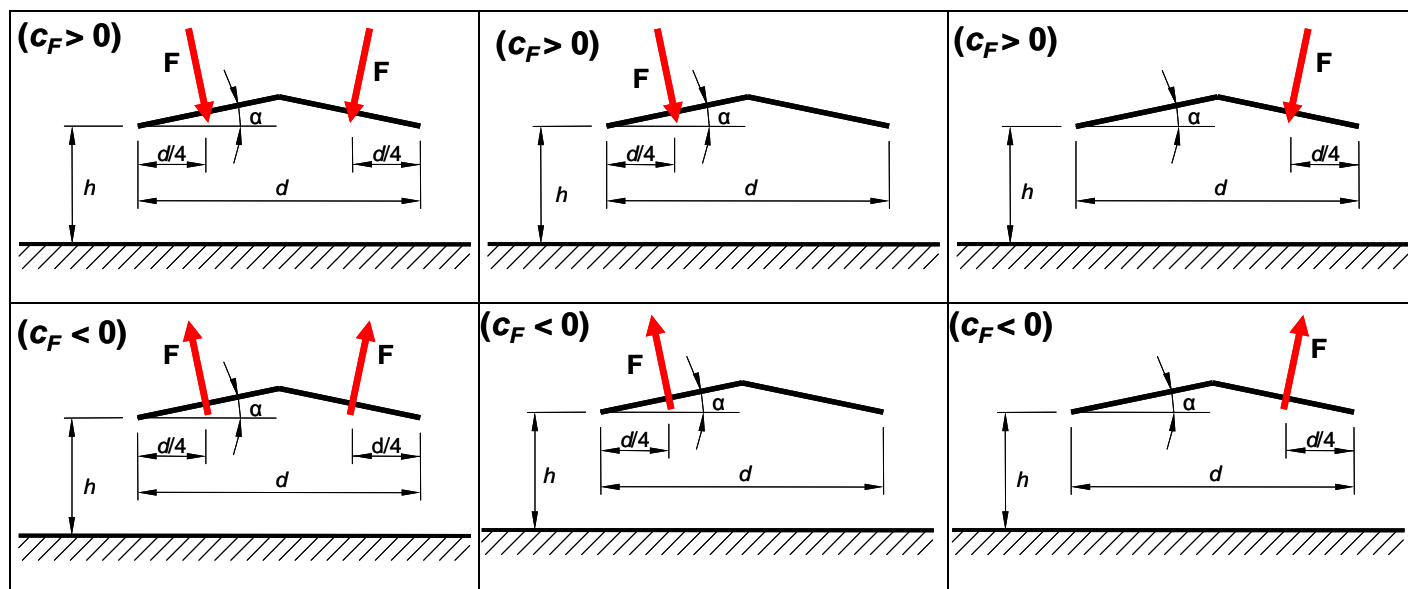 (cF > 0)
F
F
α
d/4
d/4
h
d
(cF > 0)
F
α
d/4
h
d
(cF > 0)
F
α
d/4
h
d
(cF < 0)
F
F
α
d/4
d/4
h
d
(cF < 0)
F
α
d/4
h
d
(cF < 0)
F
α
d/4
h
d